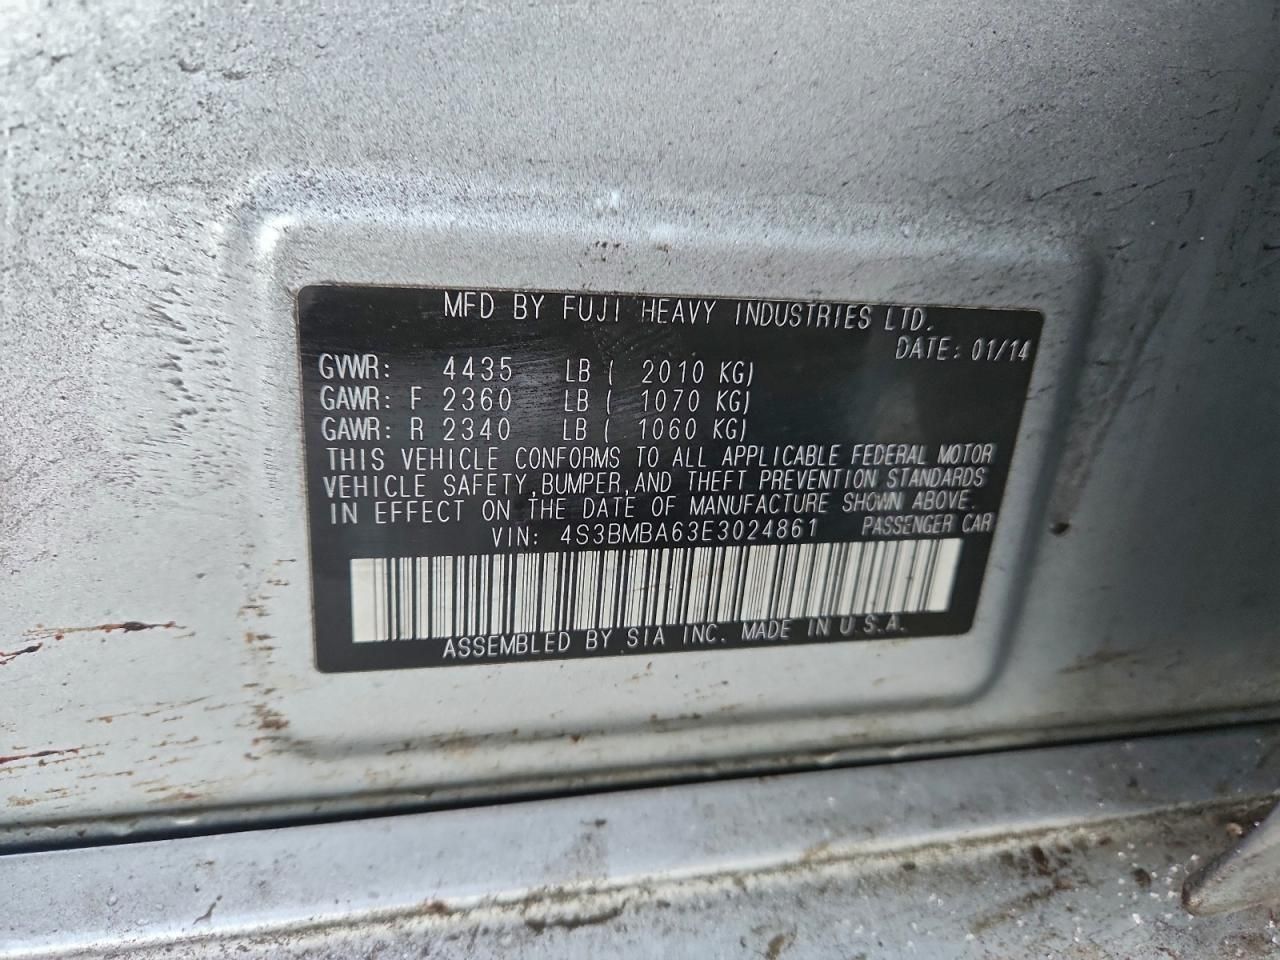 MFD BY FUJI HEAVY INDUSTRIES LTD.
DATE: 01/14
GVWR: 4435 LB ( 2010 KG)
GAWR: F 2360 LB ( 1070 KG)
GAWR: R 2340 LB ( 1060 KG)
THIS VEHICLE CONFORMS TO ALL APPLICABLE FEDERAL MOTOR
VEHICLE SAFETY, BUMPER, AND THEFT PREVENTION STANDARDS
IN EFFECT ON THE DATE OF MANUFACTURE SHOWN ABOVE.
VIN: 4S3BMBA63E3024861 PASSENGER CAR
ASSEMBLED BY SIA INC. MADE IN U.S.A.